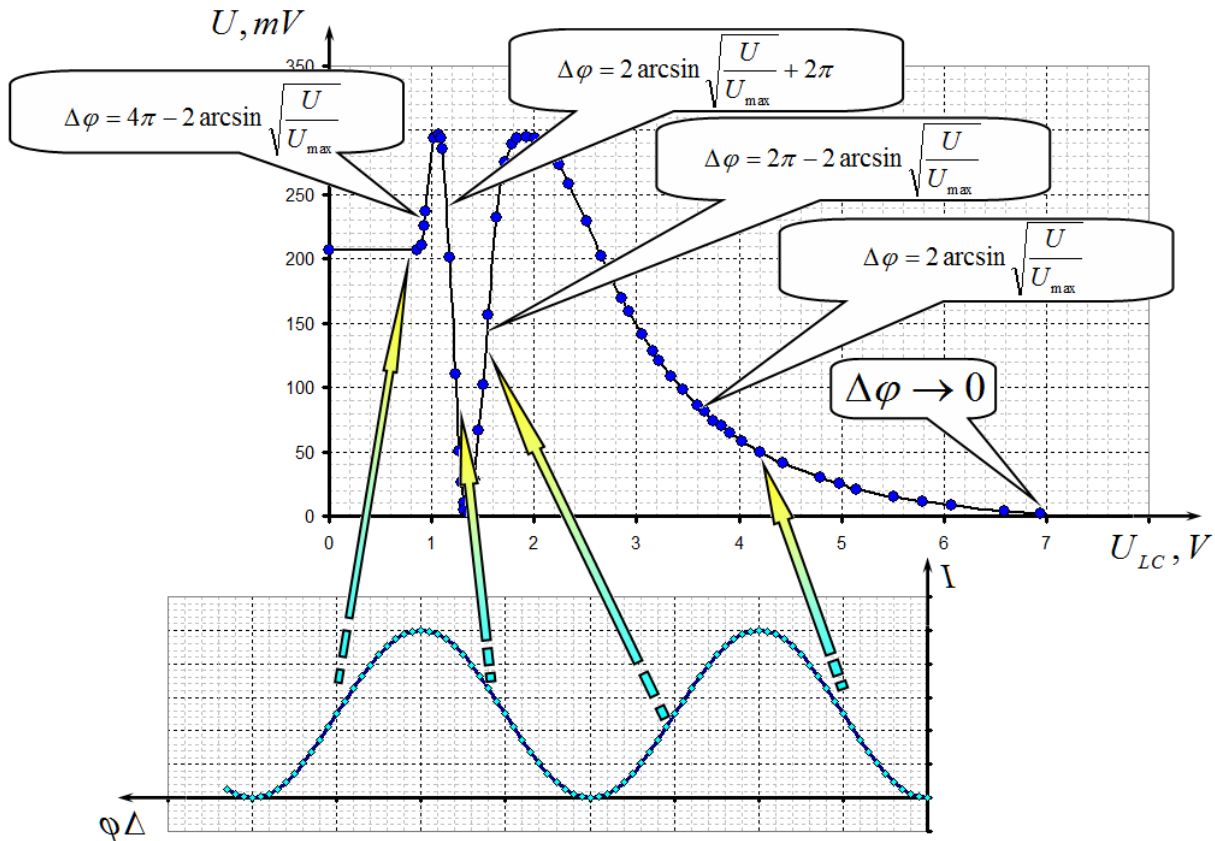 U, mV
350
Δφ = 4π − 2 arcsin √(U/U_max)
Δφ = 2 arcsin √(U/U_max) + 2π
Δφ = 2π − 2 arcsin √(U/U_max)
Δφ = 2 arcsin √(U/U_max)
Δφ → 0
250
200
150
100
50
0
0 1 2 3 4 5 6 7
U_LC, V
I
Δφ